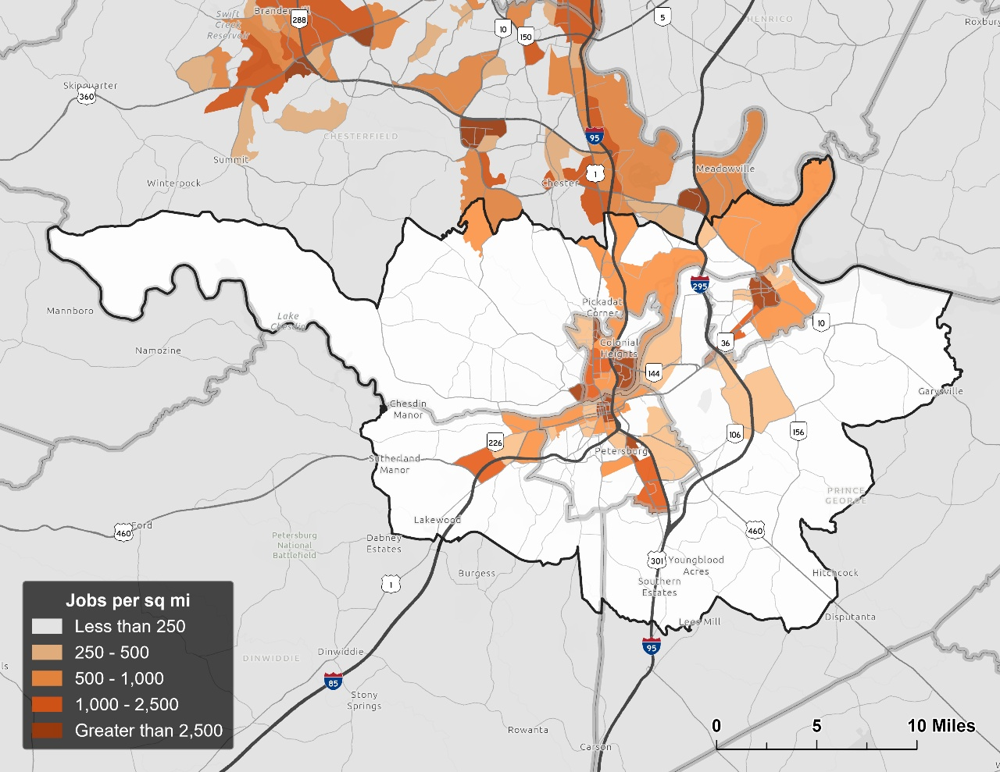 Swift
Creek
Reservoir
288
10
150
5
HENRICO
Roxbury
Skinquarter
360
CHESTERFIELD
95
Summit
1
Meadowville
Winterpock
Chester
295
Mannboro
Lake
Chesdin
Pickadat
Corner
10
36
Namozine
Colonial
Heights
144
Garysville
Chesdin
Manor
226
106
156
Petersburg
Sutherland
Manor
PRINCE
GEORGE
Lakewood
Ford
460
460
Petersburg
National
Battlefield
Dabney
Estates
301
Youngblood
Acres
Burgess
Hitchcock
1
Southern
Estates
Lees Mill
Disputanta
95
Jobs per sq mi
Less than 250
250 - 500
500 - 1,000
1,000 - 2,500
Greater than 2,500
DINWIDDIE
Dinwiddie
85
Stony
Springs
Rowanta
Carson
0 5 10 Miles